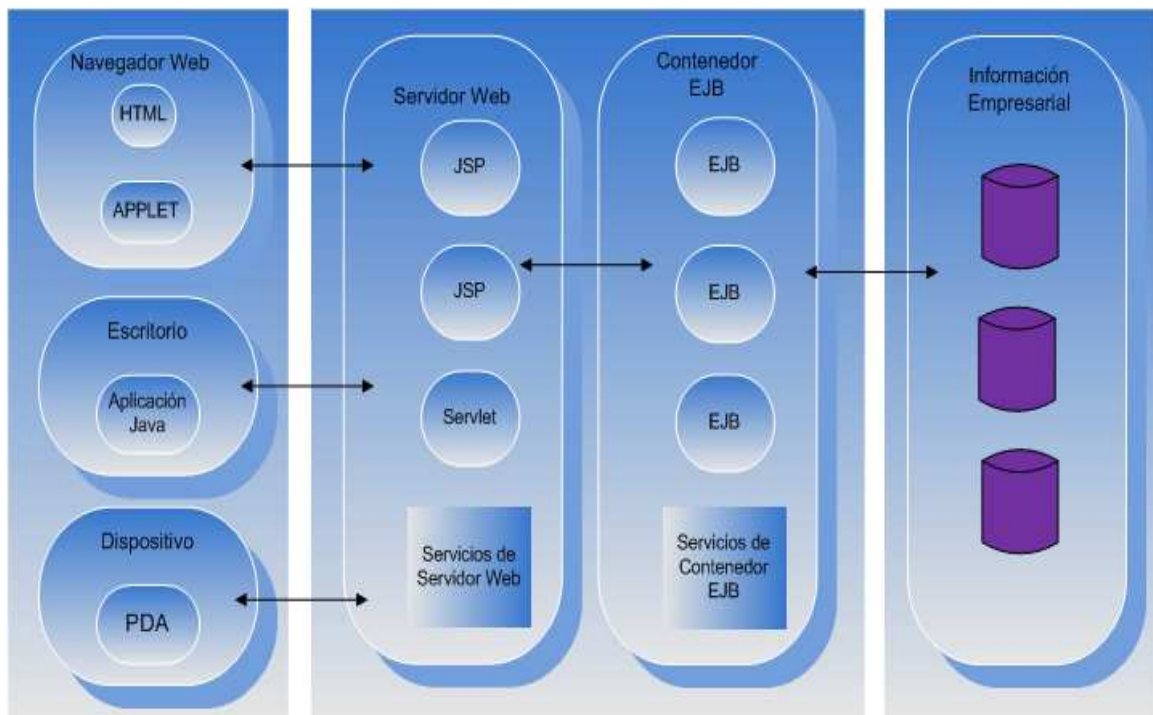 Navegador Web
HTML
APPLET
Escritorio
Aplicación
Java
Dispositivo
PDA
Servidor Web
JSP
JSP
Servlet
Servicios de
Servidor Web
Contenedor
EJB
EJB
EJB
EJB
Servicios de
Contenedor
EJB
Información
Empresarial